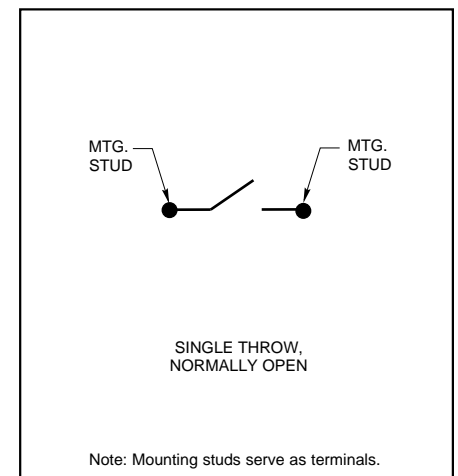 MTG.
STUD
MTG.
STUD
SINGLE THROW,
NORMALLY OPEN
Note: Mounting studs serve as terminals.